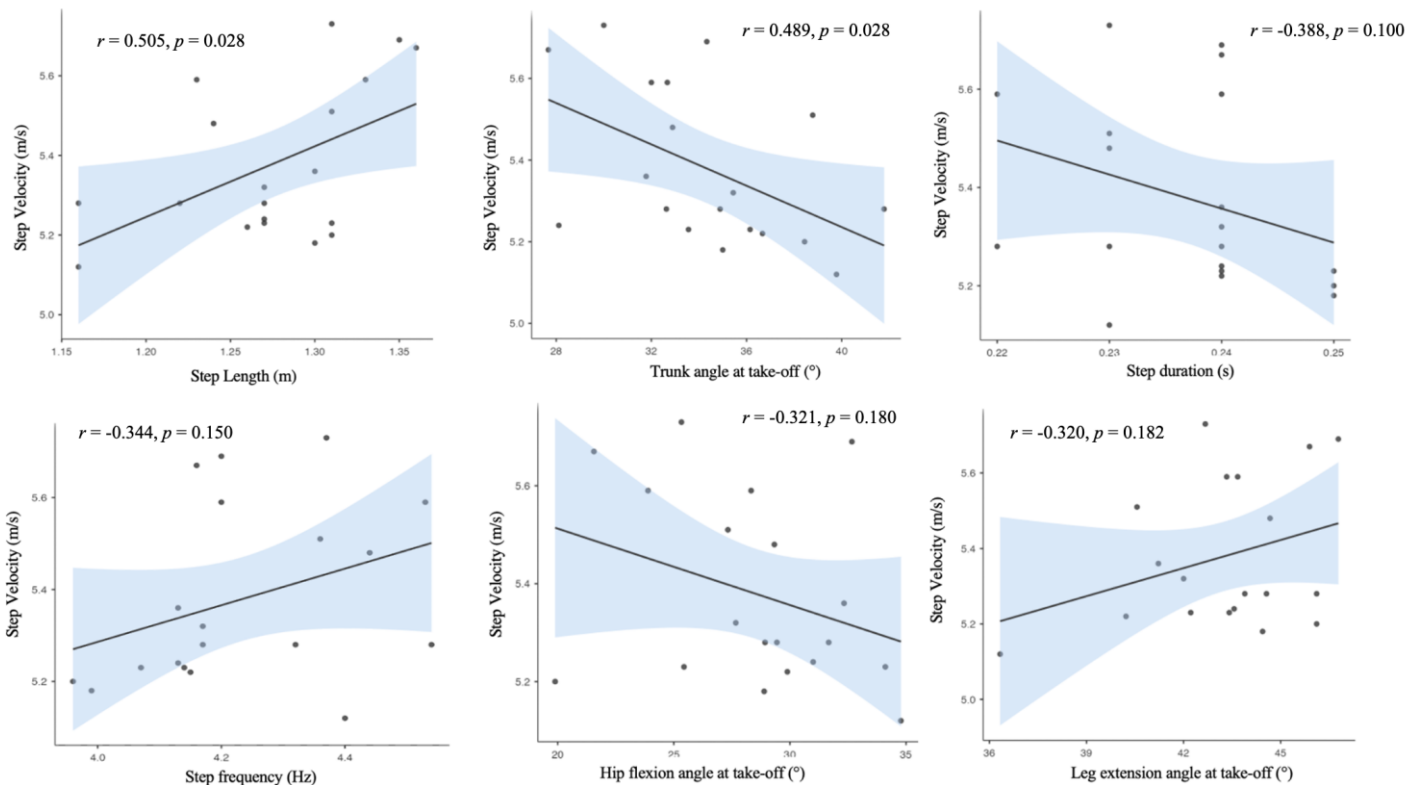 r = 0.505, p = 0.028
Step Velocity (m/s)
5.6
5.4
5.2
5.0
1.15 1.20 1.25 1.30 1.35
Step Length (m)
r = 0.489, p = 0.028
Step Velocity (m/s)
5.6
5.4
5.2
5.0
28 32 36 40
Trunk angle at take-off (°)
r = -0.388, p = 0.100
Step Velocity (m/s)
5.6
5.4
5.2
0.22 0.23 0.24 0.25
Step duration (s)
r = -0.344, p = 0.150
Step Velocity (m/s)
5.6
5.4
5.2
4.0 4.2 4.4
Step frequency (Hz)
r = -0.321, p = 0.180
Step Velocity (m/s)
5.6
5.4
5.2
20 25 30 35
Hip flexion angle at take-off (°)
r = -0.320, p = 0.182
Step Velocity (m/s)
5.6
5.4
5.2
5.0
36 39 42 45
Leg extension angle at take-off (°)